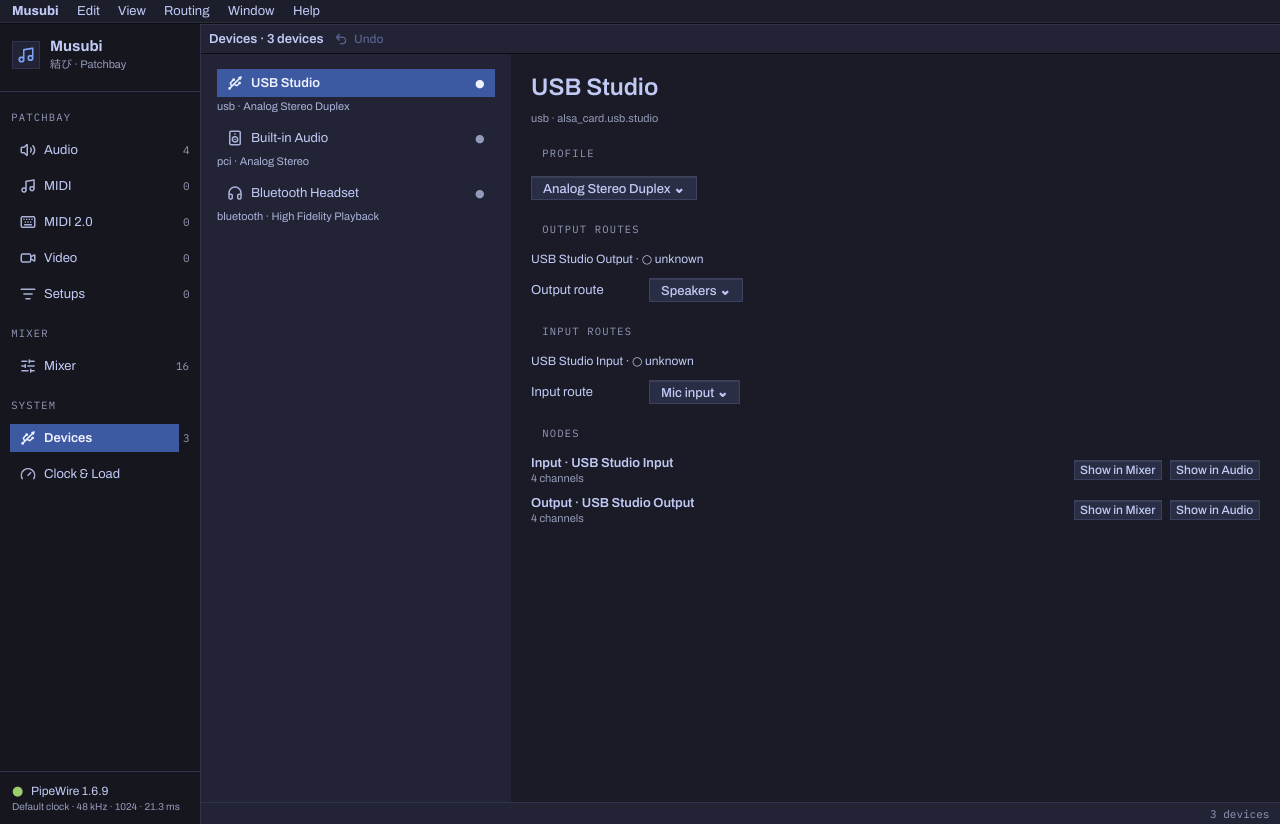 Musubi Edit View Routing Window Help
Musubi
結び · Patchbay
PATCHBAY
Audio 4
MIDI 0
MIDI 2.0 0
Video 0
Setups 0
MIXER
Mixer 16
SYSTEM
Devices 3
Clock & Load
PipeWire 1.6.9
Default clock · 48 kHz · 1024 · 21.3 ms
Devices · 3 devices Undo
USB Studio
usb · Analog Stereo Duplex
Built-in Audio
pci · Analog Stereo
Bluetooth Headset
bluetooth · High Fidelity Playback
USB Studio
usb · alsa_card.usb.studio
PROFILE
Analog Stereo Duplex
OUTPUT ROUTES
USB Studio Output · ○ unknown
Output route Speakers
INPUT ROUTES
USB Studio Input · ○ unknown
Input route Mic input
NODES
Input · USB Studio Input
4 channels
Show in Mixer Show in Audio
Output · USB Studio Output
4 channels
Show in Mixer Show in Audio
3 devices